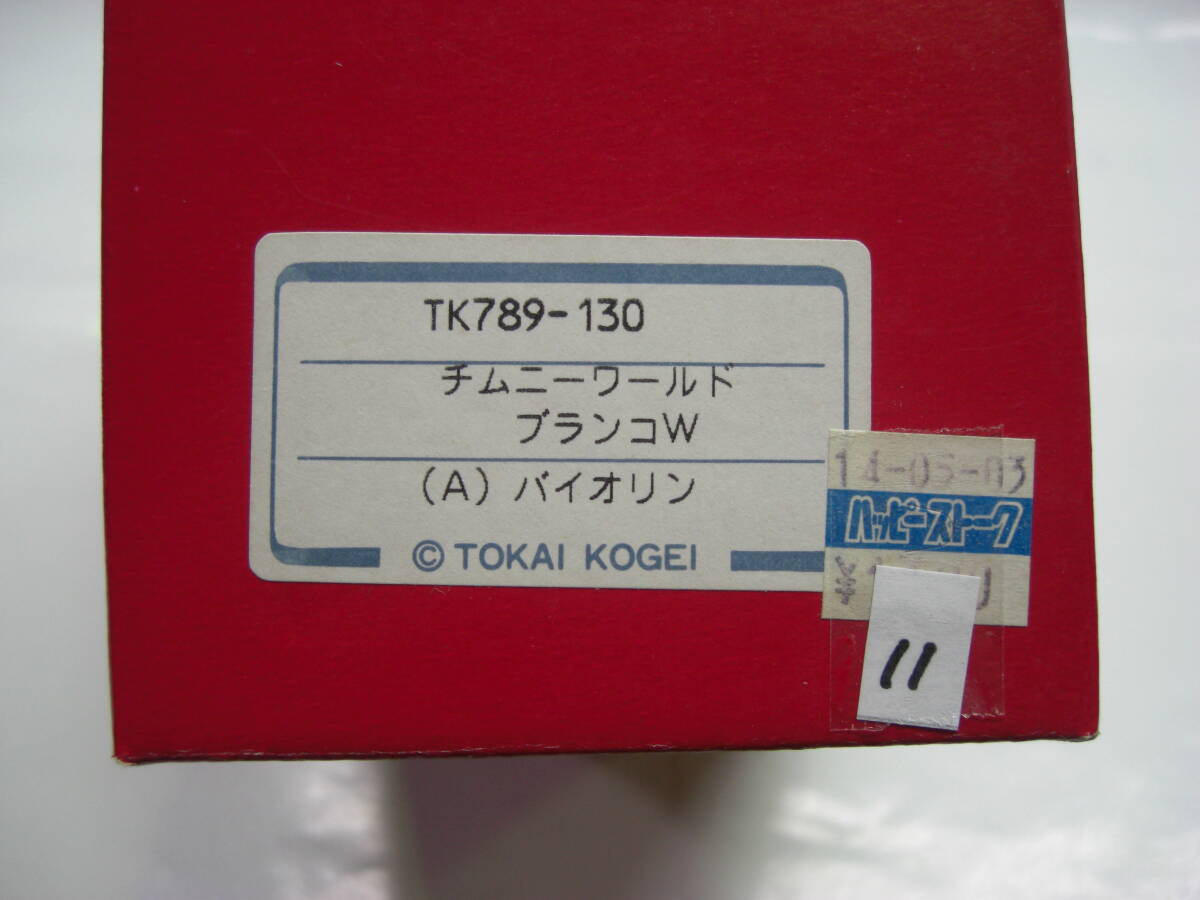 TK789-130
チムニーワールド
ブランコW
(A) バイオリン
© TOKAI KOGEI
14-05-03
ハッピーストーク
11